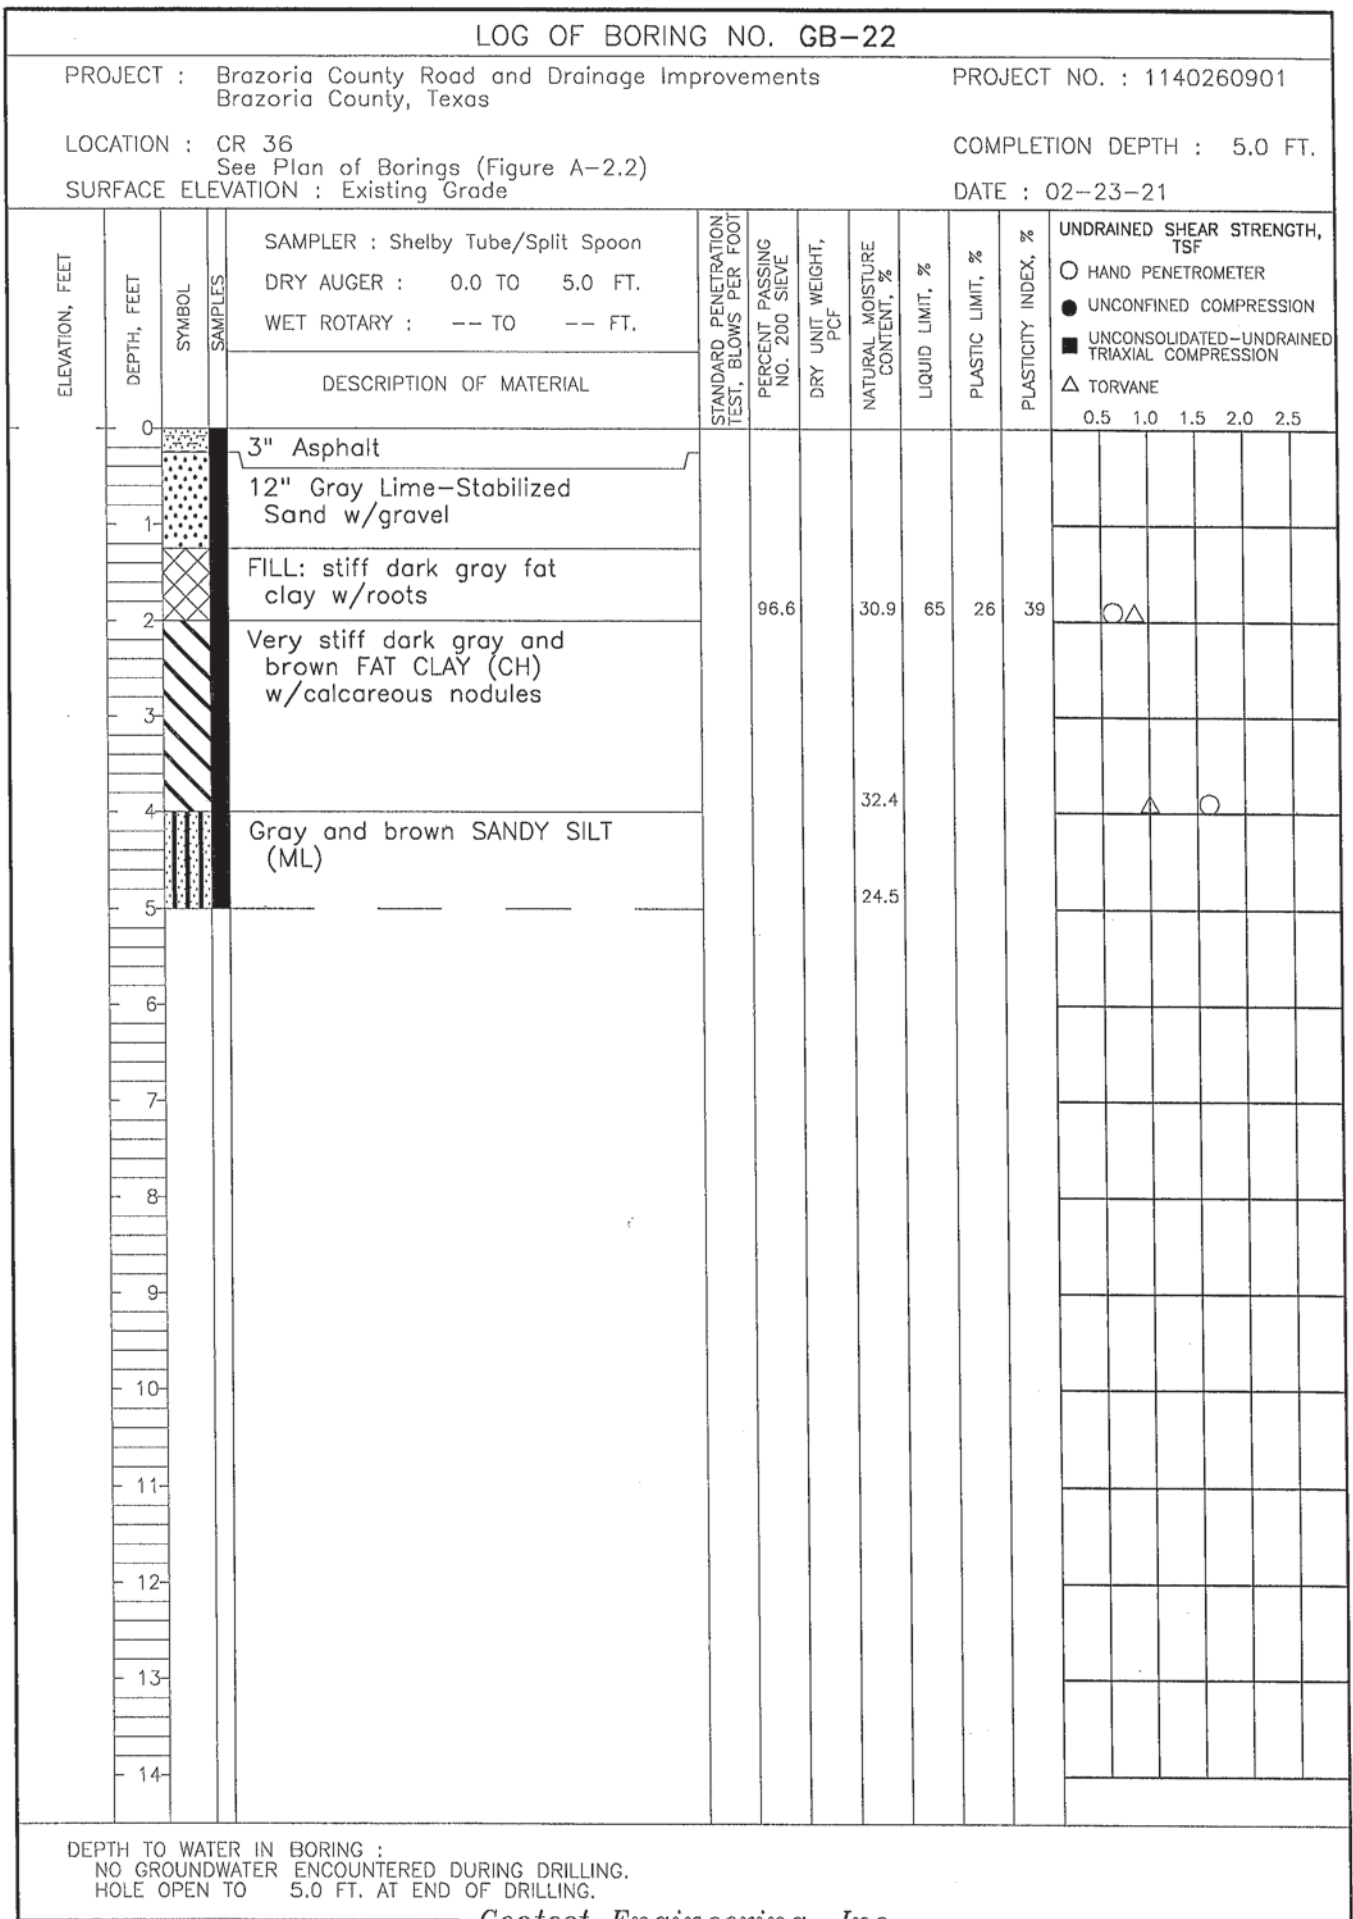 LOG OF BORING NO. GB-22
PROJECT : Brazoria County Road and Drainage Improvements
Brazoria County, Texas
PROJECT NO. : 1140260901
LOCATION : CR 36
See Plan of Borings (Figure A-2.2)
COMPLETION DEPTH : 5.0 FT.
SURFACE ELEVATION : Existing Grade
DATE : 02-23-21
ELEVATION, FEET
DEPTH, FEET
SYMBOL
SAMPLES
SAMPLER : Shelby Tube/Split Spoon
DRY AUGER : 0.0 TO 5.0 FT.
WET ROTARY : -- TO -- FT.
DESCRIPTION OF MATERIAL
STANDARD PENETRATION
TEST, BLOWS PER FOOT
PERCENT PASSING
NO. 200 SIEVE
DRY UNIT WEIGHT,
PCF
NATURAL MOISTURE
CONTENT, %
LIQUID LIMIT, %
PLASTIC LIMIT, %
PLASTICITY INDEX, %
UNDRAINED SHEAR STRENGTH,
TSF
HAND PENETROMETER
UNCONFINED COMPRESSION
UNCONSOLIDATED-UNDRAINED
TRIAXIAL COMPRESSION
TORVANE
0.5 1.0 1.5 2.0 2.5
0
3" Asphalt
12" Gray Lime-Stabilized
Sand w/gravel
1
FILL: stiff dark gray fat
clay w/roots
96.6 30.9 65 26 39
2
Very stiff dark gray and
brown FAT CLAY (CH)
w/calcareous nodules
3
32.4
4
Gray and brown SANDY SILT
(ML)
24.5
5
6
7
8
9
10
11
12
13
14
DEPTH TO WATER IN BORING :
NO GROUNDWATER ENCOUNTERED DURING DRILLING.
HOLE OPEN TO 5.0 FT. AT END OF DRILLING.
Geotest Engineering, Inc.